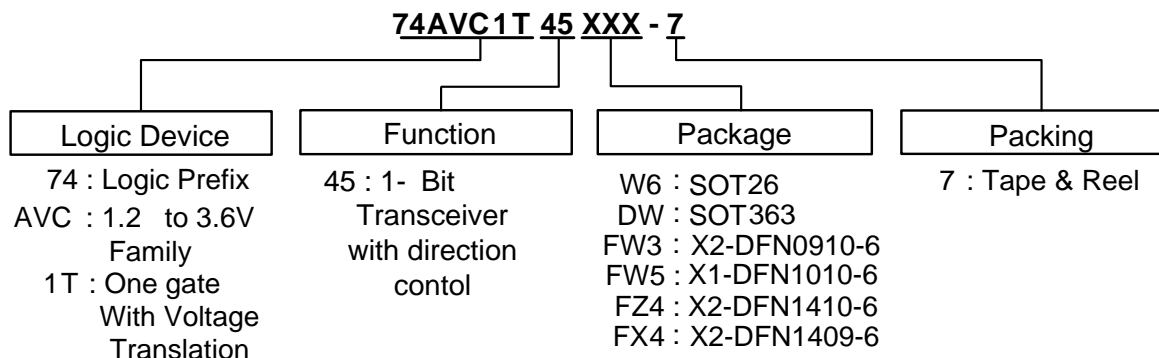 74AVC1T 45 XXX - 7
Logic Device
74 : Logic Prefix
AVC : 1.2 to 3.6V
Family
1T : One gate
With Voltage
Translation
Function
45 : 1- Bit
Transceiver
with direction
contol
Package
W6 : SOT26
DW : SOT363
FW3 : X2-DFN0910-6
FW5 : X1-DFN1010-6
FZ4 : X2-DFN1410-6
FX4 : X2-DFN1409-6
Packing
7 : Tape & Reel